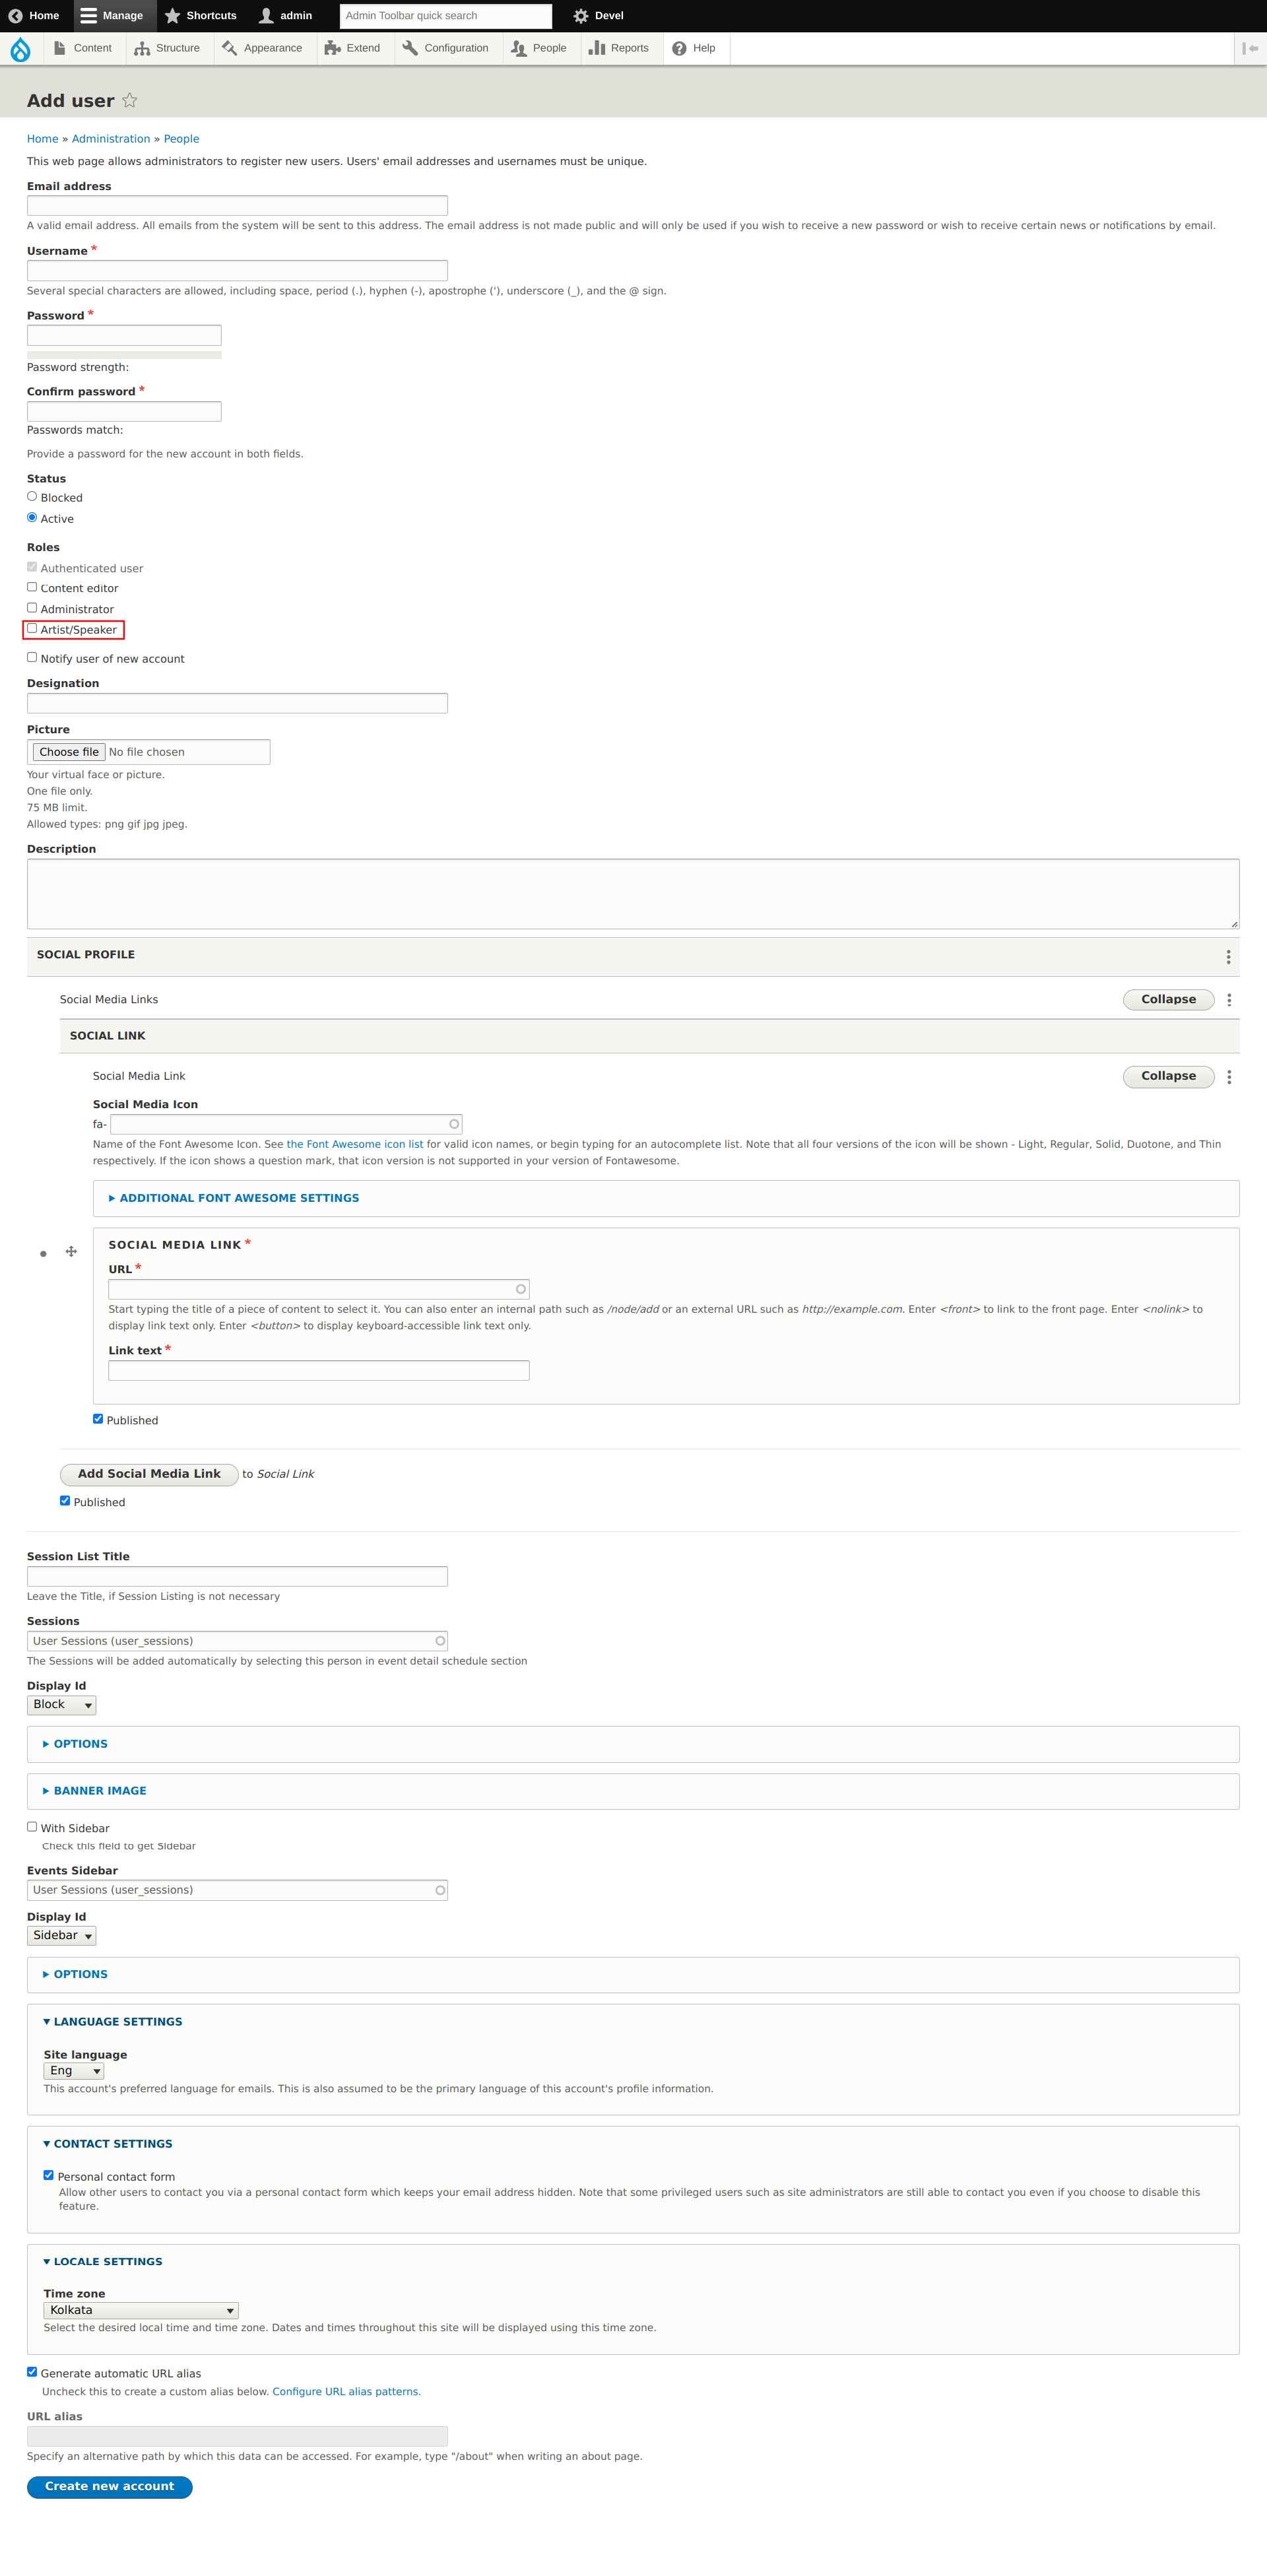 Home Manage Shortcuts admin Admin Toolbar quick search Devel
Content Structure Appearance Extend Configuration People Reports Help
Add user
Home » Administration » People
This web page allows administrators to register new users. Users' email addresses and usernames must be unique.
Email address
A valid email address. All emails from the system will be sent to this address. The email address is not made public and will only be used if you wish to receive a new password or wish to receive certain news or notifications by email.
Username *
Several special characters are allowed, including space, period (.), hyphen (-), apostrophe ('), underscore (_), and the @ sign.
Password *
Password strength:
Confirm password *
Passwords match:
Provide a password for the new account in both fields.
Status
Blocked
Active
Roles
Authenticated user
Content editor
Administrator
Artist/Speaker
Notify user of new account
Designation
Picture
Choose file No file chosen
Your virtual face or picture.
One file only.
75 MB limit.
Allowed types: png gif jpg jpeg.
Description
SOCIAL PROFILE
Social Media Links Collapse
SOCIAL LINK
Social Media Link Collapse
Social Media Icon
fa-
Name of the Font Awesome Icon. See the Font Awesome icon list for valid icon names, or begin typing for an autocomplete list. Note that all four versions of the icon will be shown - Light, Regular, Solid, Duotone, and Thin
respectively. If the icon shows a question mark, that icon version is not supported in your version of Fontawesome.
ADDITIONAL FONT AWESOME SETTINGS
SOCIAL MEDIA LINK *
URL *
Start typing the title of a piece of content to select it. You can also enter an internal path such as /node/add or an external URL such as http://example.com. Enter <front> to link to the front page. Enter <nolink> to
display link text only. Enter <button> to display keyboard-accessible link text only.
Link text *
Published
Add Social Media Link to Social Link
Published
Session List Title
Leave the Title, if Session Listing is not necessary
Sessions
User Sessions (user_sessions)
The Sessions will be added automatically by selecting this person in event detail schedule section
Display Id
Block
OPTIONS
BANNER IMAGE
With Sidebar
Check this field to get Sidebar
Events Sidebar
User Sessions (user_sessions)
Display Id
Sidebar
OPTIONS
LANGUAGE SETTINGS
Site language
Eng
This account's preferred language for emails. This is also assumed to be the primary language of this account's profile information.
CONTACT SETTINGS
Personal contact form
Allow other users to contact you via a personal contact form which keeps your email address hidden. Note that some privileged users such as site administrators are still able to contact you even if you choose to disable this
feature.
LOCALE SETTINGS
Time zone
Kolkata
Select the desired local time and time zone. Dates and times throughout this site will be displayed using this time zone.
Generate automatic URL alias
Uncheck this to create a custom alias below. Configure URL alias patterns.
URL alias
Specify an alternative path by which this data can be accessed. For example, type "/about" when writing an about page.
Create new account